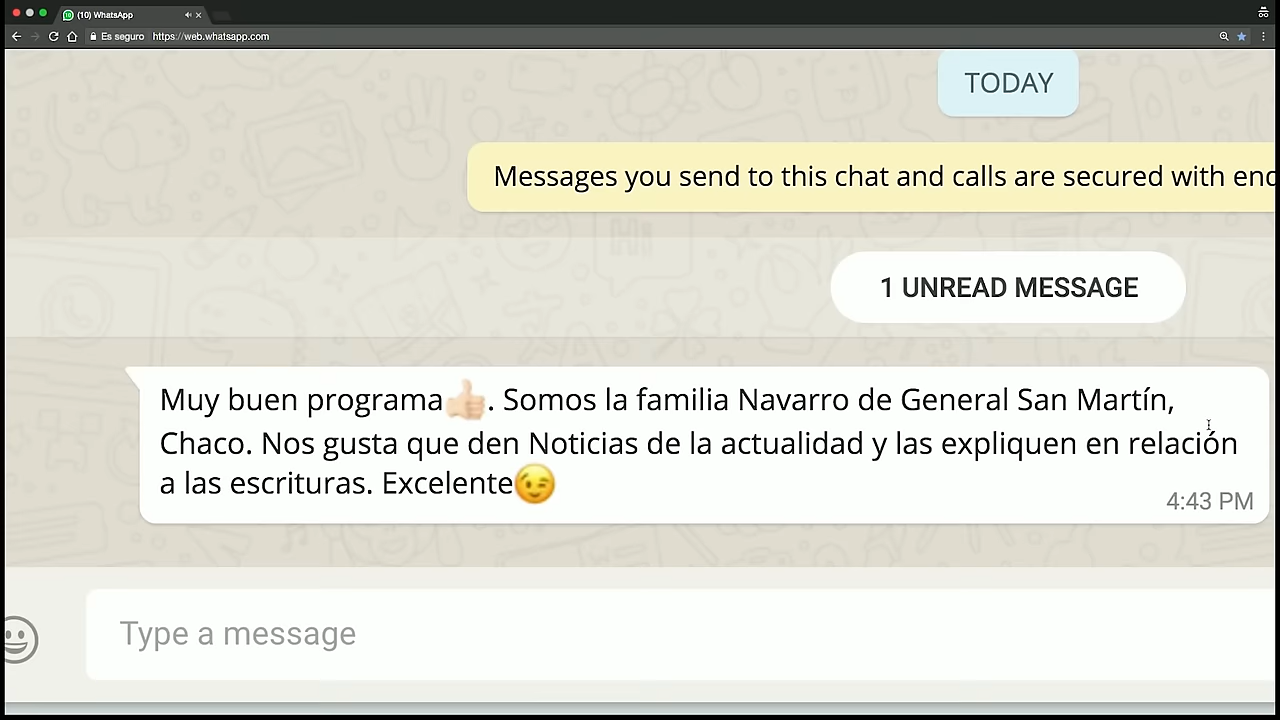 (10) WhatsApp
Es seguro https://web.whatsapp.com
TODAY
Messages you send to this chat and calls are secured with
1 UNREAD MESSAGE
Muy buen programa👍🏻. Somos la familia Navarro de General San Martín,
Chaco. Nos gusta que den Noticias de la actualidad y las expliquen en relación
a las escrituras. Excelente😉
4:43 PM
Type a message